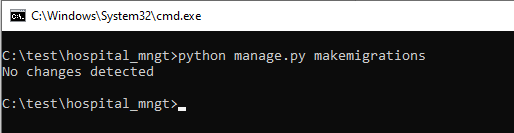 C:\Windows\System32\cmd.exe
C:\test\hospital_mngt>python manage.py makemigrations
No changes detected
C:\test\hospital_mngt>